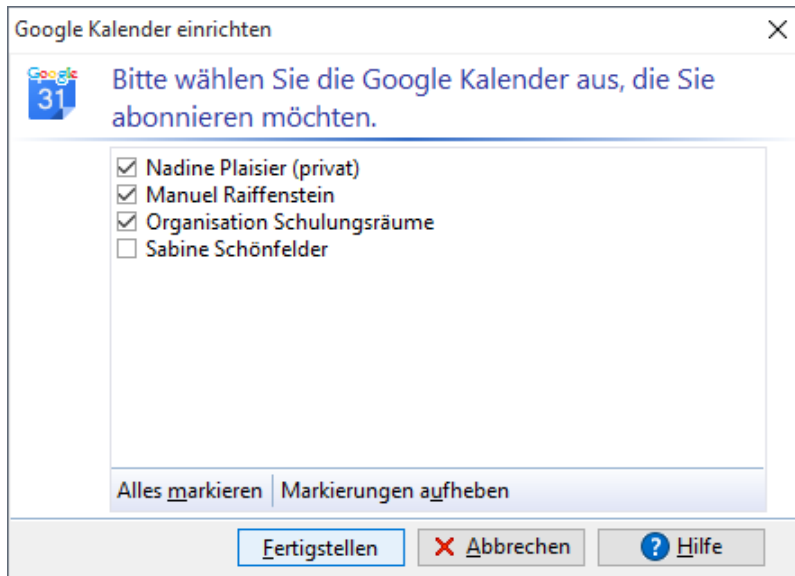 Google Kalender einrichten
Google
31
Bitte wählen Sie die Google Kalender aus, die Sie
abonnieren möchten.
Nadine Plaisier (privat)
Manuel Raiffenstein
Organisation Schulungsräume
Sabine Schönfelder
Alles markieren Markierungen aufheben
Fertigstellen Abbrechen ? Hilfe